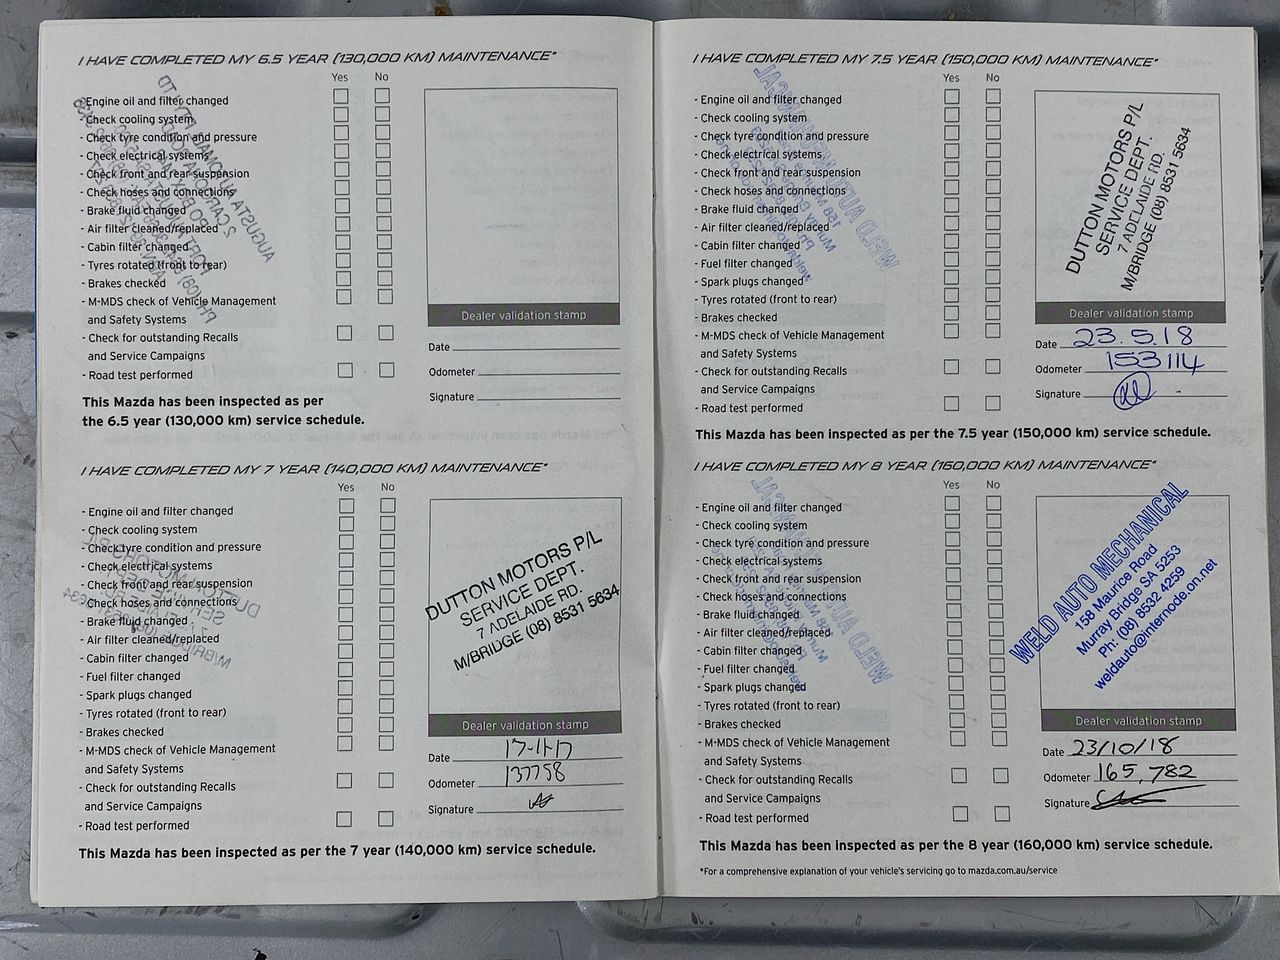 I HAVE COMPLETED MY 6.5 YEAR (130,000 KM) MAINTENANCE*
Yes No
- Engine oil and filter changed
- Check cooling system
- Check tyre condition and pressure
- Check electrical systems
- Check front and rear suspension
- Check hoses and connections
- Brake fluid changed
- Air filter cleaned/replaced
- Cabin filter changed
- Tyres rotated (front to rear)
- Brakes checked
- M-MDS check of Vehicle Management
and Safety Systems
- Check for outstanding Recalls
and Service Campaigns
- Road test performed
Dealer validation stamp
Date
Odometer
Signature
This Mazda has been inspected as per
the 6.5 year (130,000 km) service schedule.
I HAVE COMPLETED MY 7 YEAR (140,000 KM) MAINTENANCE*
Yes No
- Engine oil and filter changed
- Check cooling system
- Check tyre condition and pressure
- Check electrical systems
- Check front and rear suspension
- Check hoses and connections
- Brake fluid changed
- Air filter cleaned/replaced
- Cabin filter changed
- Fuel filter changed
- Spark plugs changed
- Tyres rotated (front to rear)
- Brakes checked
- M-MDS check of Vehicle Management
and Safety Systems
- Check for outstanding Recalls
and Service Campaigns
- Road test performed
DUTTON MOTORS P/L
SERVICE DEPT.
7 ADELAIDE RD.
M/BRIDGE (08) 8531 5634
Dealer validation stamp
Date 17-11-17
Odometer 137758
Signature
This Mazda has been inspected as per the 7 year (140,000 km) service schedule.
I HAVE COMPLETED MY 7.5 YEAR (150,000 KM) MAINTENANCE*
Yes No
- Engine oil and filter changed
- Check cooling system
- Check tyre condition and pressure
- Check electrical systems
- Check front and rear suspension
- Check hoses and connections
- Brake fluid changed
- Air filter cleaned/replaced
- Cabin filter changed
- Fuel filter changed
- Spark plugs changed
- Tyres rotated (front to rear)
- Brakes checked
- M-MDS check of Vehicle Management
and Safety Systems
- Check for outstanding Recalls
and Service Campaigns
- Road test performed
DUTTON MOTORS P/L
SERVICE DEPT.
7 ADELAIDE RD.
M/BRIDGE (08) 8531 5634
Dealer validation stamp
Date 23.5.18
Odometer 153114
Signature
This Mazda has been inspected as per the 7.5 year (150,000 km) service schedule.
I HAVE COMPLETED MY 8 YEAR (160,000 KM) MAINTENANCE*
Yes No
- Engine oil and filter changed
- Check cooling system
- Check tyre condition and pressure
- Check electrical systems
- Check front and rear suspension
- Check hoses and connections
- Brake fluid changed
- Air filter cleaned/replaced
- Cabin filter changed
- Fuel filter changed
- Spark plugs changed
- Tyres rotated (front to rear)
- Brakes checked
- M-MDS check of Vehicle Management
and Safety Systems
- Check for outstanding Recalls
and Service Campaigns
- Road test performed
WELD AUTO MECHANICAL
158 Maurice Road
Murray Bridge SA 5253
Ph: (08) 8532 4259
weldauto@internode.on.net
Dealer validation stamp
Date 23/10/18
Odometer 165,782
Signature
This Mazda has been inspected as per the 8 year (160,000 km) service schedule.
*For a comprehensive explanation of your vehicle's servicing go to mazda.com.au/service